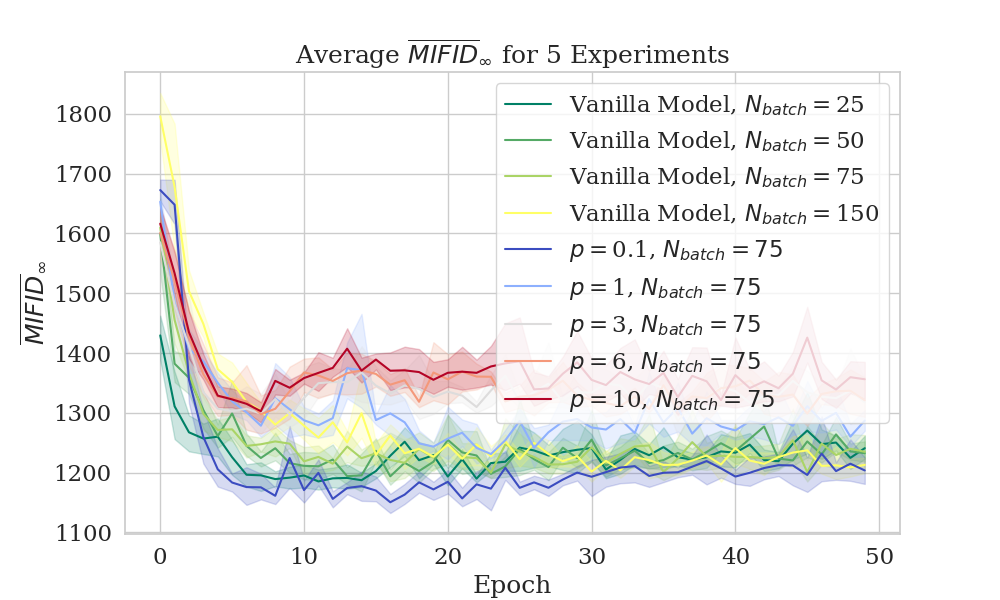 Average $\overline{MIFID}_\infty$ for 5 Experiments
$\overline{MIFID}_\infty$
1800
1700
1600
1500
1400
1300
1200
1100
Vanilla Model, $N_{batch} = 25$
Vanilla Model, $N_{batch} = 50$
Vanilla Model, $N_{batch} = 75$
Vanilla Model, $N_{batch} = 150$
$p = 0.1$, $N_{batch} = 75$
$p = 1$, $N_{batch} = 75$
$p = 3$, $N_{batch} = 75$
$p = 6$, $N_{batch} = 75$
$p = 10$, $N_{batch} = 75$
0 10 20 30 40 50
Epoch